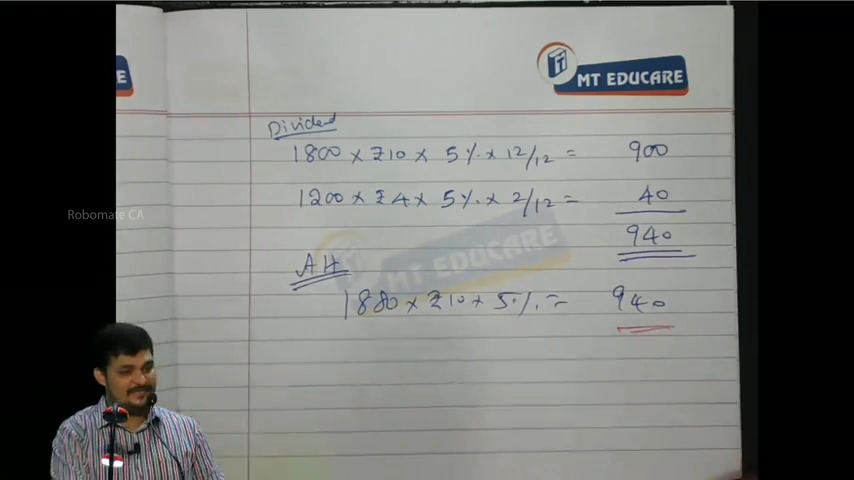 E
MT EDUCARE
Dividend
1800 × ₹10 × 5% × 12/12 = 900
1200 × ₹4 × 5% × 2/12 = 40
940
Robomate CA
MT EDUCARE
AH
1880 × ₹10 × 5% = 940